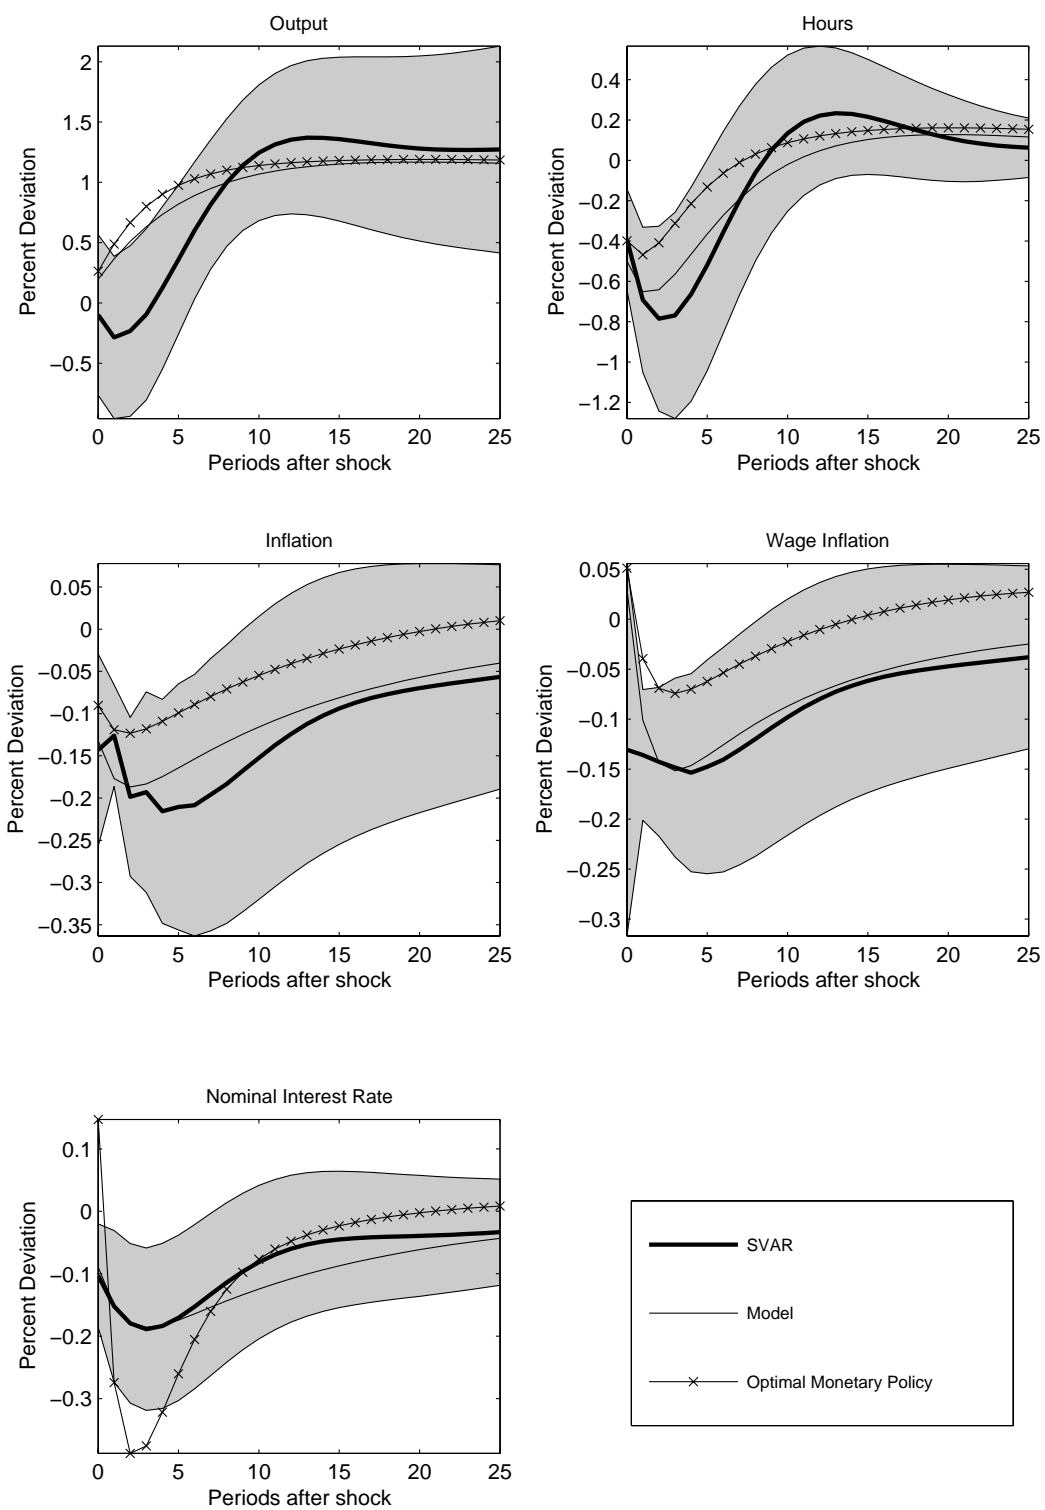 Output
2
1.5
1
0.5
0
−0.5
Percent Deviation
0 5 10 15 20 25
Periods after shock
Hours
0.4
0.2
0
−0.2
−0.4
−0.6
−0.8
−1
−1.2
Percent Deviation
0 5 10 15 20 25
Periods after shock
Inflation
0.05
0
−0.05
−0.1
−0.15
−0.2
−0.25
−0.3
−0.35
Percent Deviation
0 5 10 15 20 25
Periods after shock
Wage Inflation
0.05
0
−0.05
−0.1
−0.15
−0.2
−0.25
−0.3
Percent Deviation
0 5 10 15 20 25
Periods after shock
Nominal Interest Rate
0.1
0
−0.1
−0.2
−0.3
Percent Deviation
0 5 10 15 20 25
Periods after shock
SVAR
Model
Optimal Monetary Policy